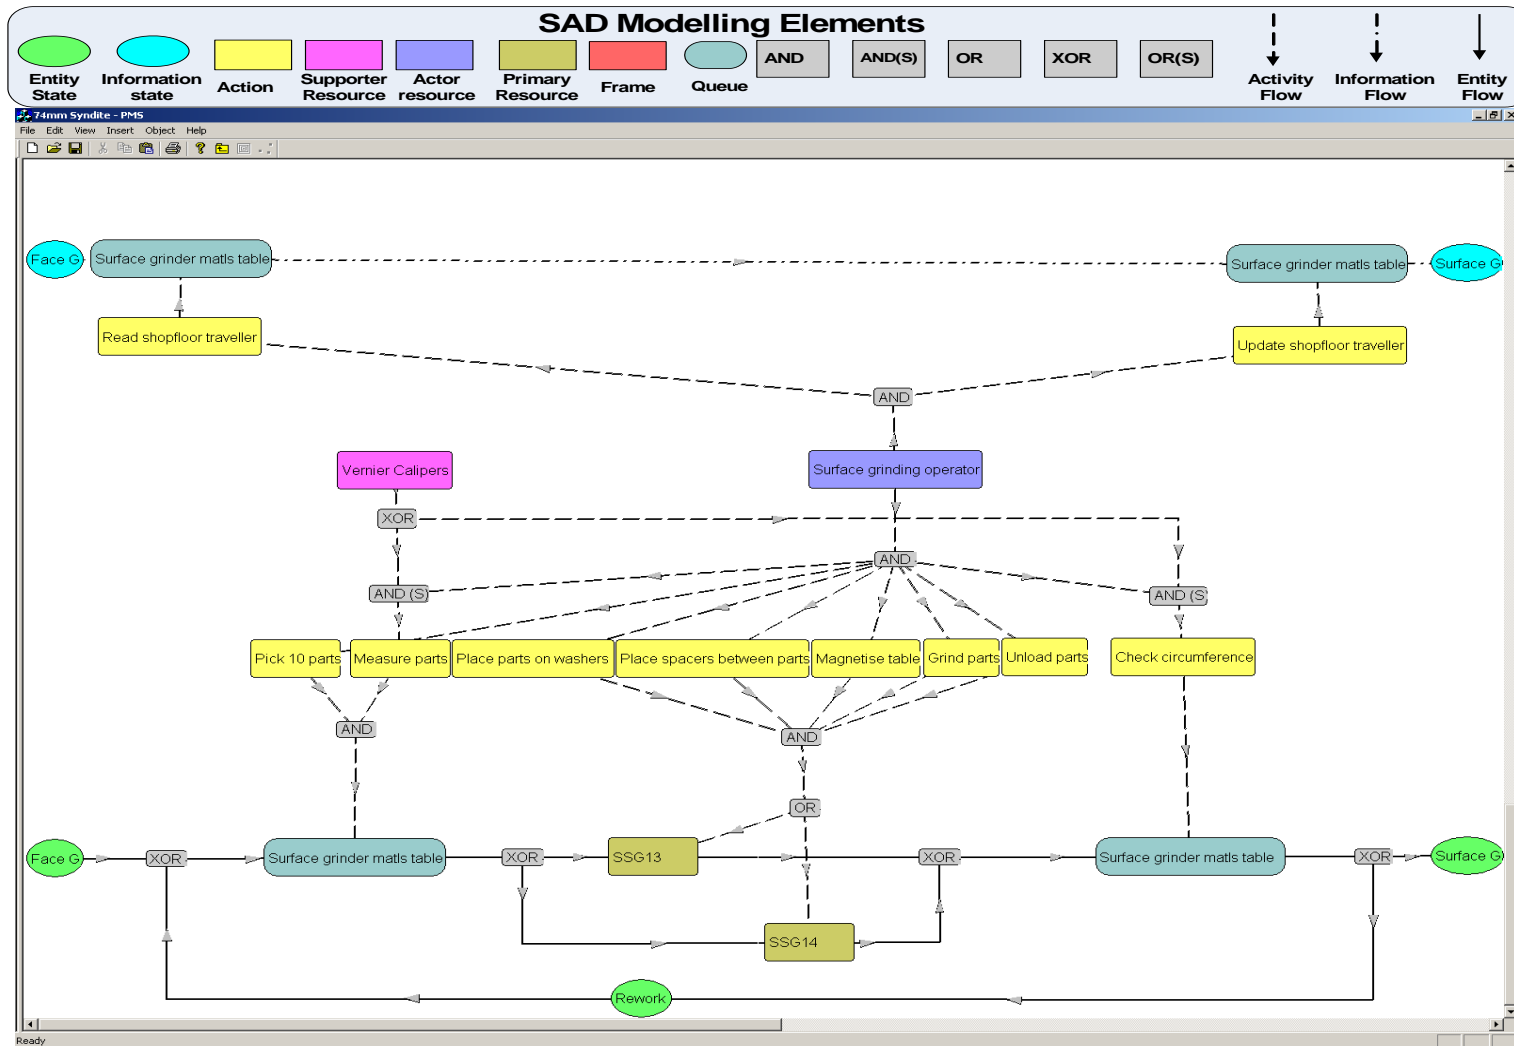 SAD Modelling Elements
AND
AND(S)
OR
XOR
OR(S)
Entity
State
Information
state
Action
Supporter
Resource
Actor
resource
Primary
Resource
Frame
Queue
Activity
Flow
Information
Flow
Entity
Flow
74mm Syndite - PMS
File Edit View Insert Object Help
Face G
Surface grinder matls table
Surface grinder matls table
Surface G
Read shopfloor traveller
Update shopfloor traveller
AND
Vernier Calipers
Surface grinding operator
XOR
AND
AND (S)
AND (S
Pick 10 parts
Measure parts
Place parts on washers
Place spacers between parts
Magnetise table
Grind parts
Unload parts
Check circumference
AND
AND
OR
Face G
XOR
Surface grinder matls table
XOR
SSG13
XOR
Surface grinder matls table
XOR
Surface G
SSG14
Rework
Ready